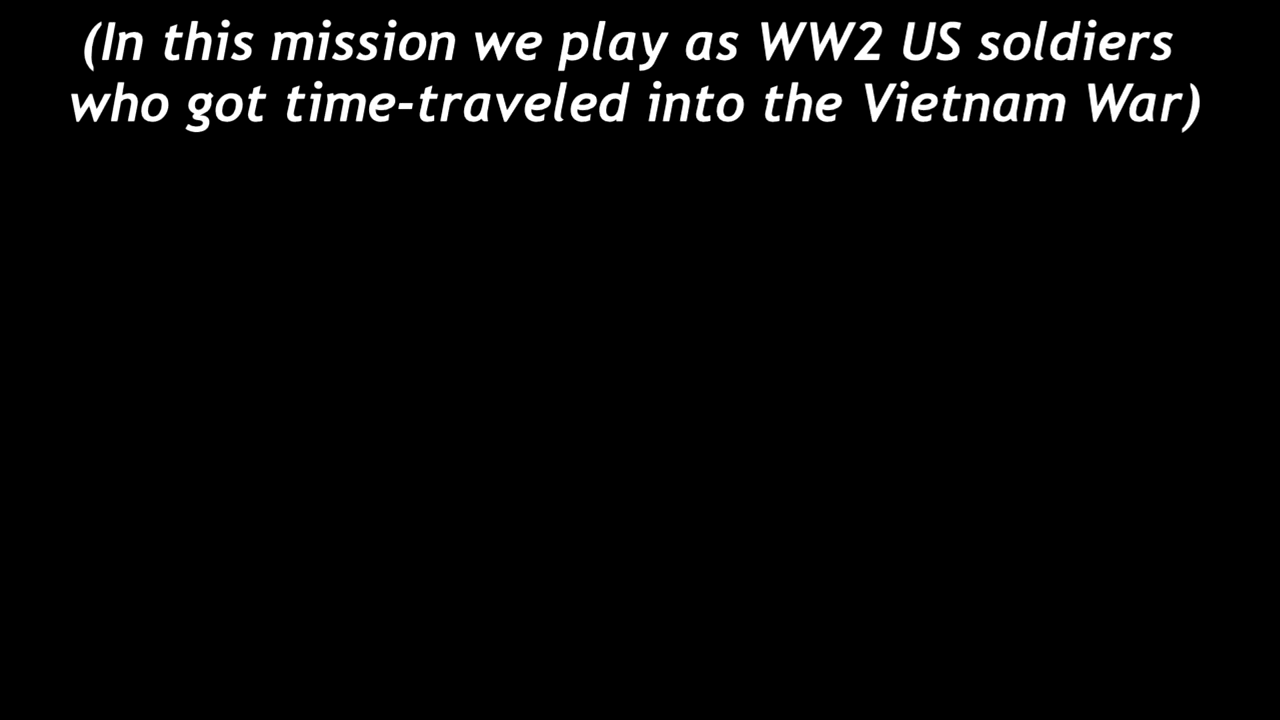 (In this mission we play as WW2 US soldiers
who got time-traveled into the Vietnam War)